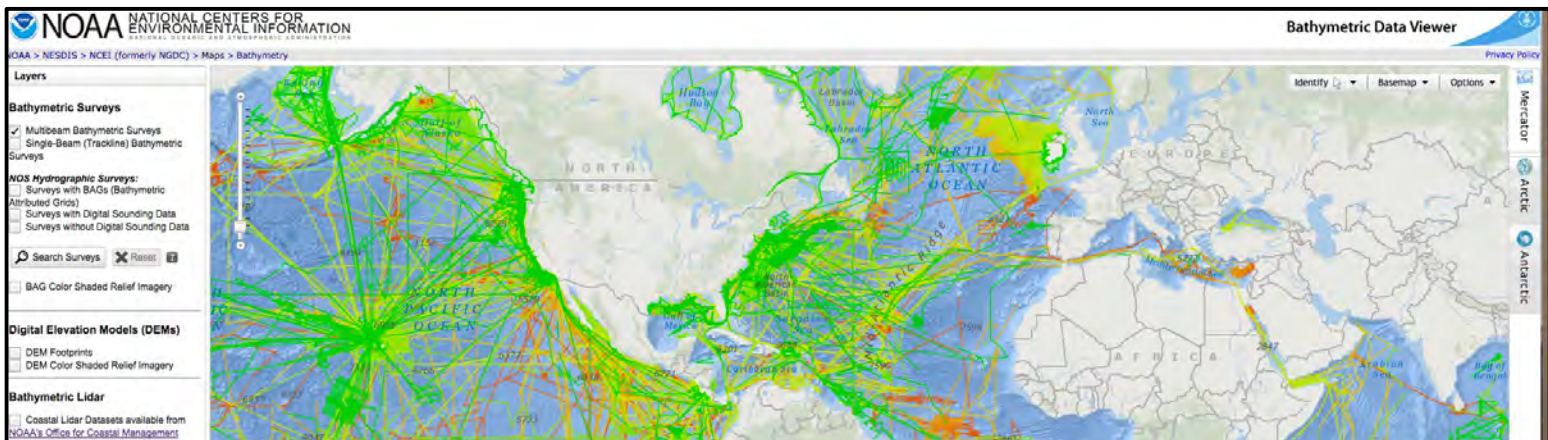 NOAA NATIONAL CENTERS FOR
ENVIRONMENTAL INFORMATION
NATIONAL OCEANIC AND ATMOSPHERIC ADMINISTRATION
Bathymetric Data Viewer
NOAA > NESDIS > NCEI (formerly NGDC) > Maps > Bathymetry
Privacy Policy
Layers
Identify
Basemap
Options
Mercator
Arctic
Antarctic
Bathymetric Surveys
Multibeam Bathymetric Surveys
Single-Beam (Trackline) Bathymetric
Surveys
NOS Hydrographic Surveys:
Surveys with BAGs (Bathymetric
Attributed Grids)
Surveys with Digital Sounding Data
Surveys without Digital Sounding Data
Search Surveys
Reset
BAG Color Shaded Relief Imagery
Digital Elevation Models (DEMs)
DEM Footprints
DEM Color Shaded Relief Imagery
Bathymetric Lidar
Coastal Lidar Datasets available from
NOAA's Office for Coastal Management
Hudson
Bay
Labrador
Basin
Labrador
Sea
North
Sea
NORTH
AMERICA
NORTH
ATLANTIC
OCEAN
EUROPE
NORTH
PACIFIC
OCEAN
Gulf of
Mexico
Caribbean Sea
AFRICA
Arabian
Sea
Bay of
Bengal